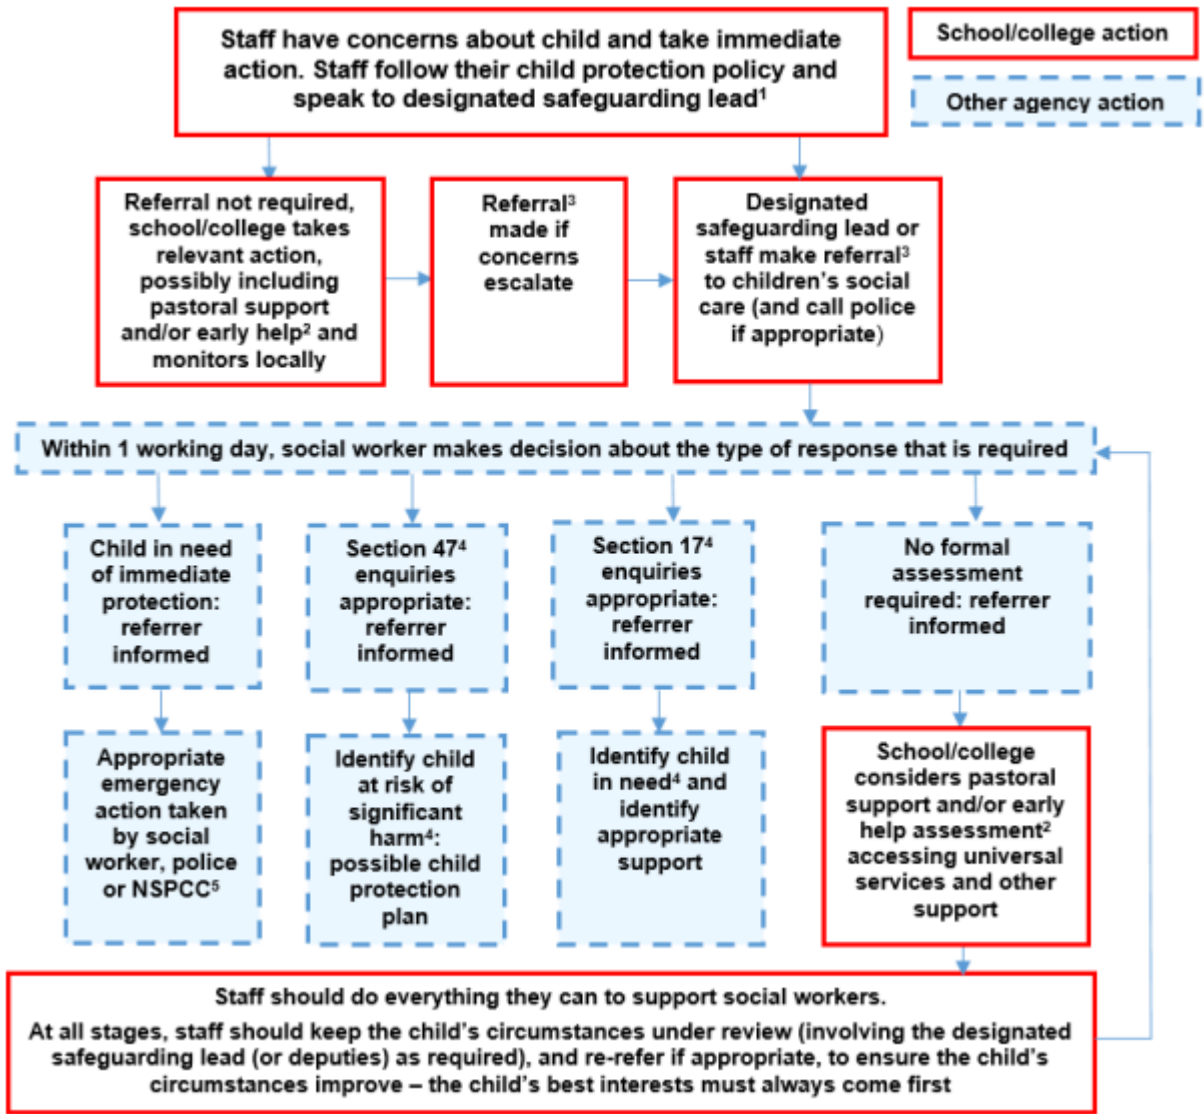 Staff have concerns about child and take immediate
action. Staff follow their child protection policy and
speak to designated safeguarding lead¹
School/college action
Other agency action
Referral not required,
school/college takes
relevant action,
possibly including
pastoral support
and/or early help² and
monitors locally
Referral³
made if
concerns
escalate
Designated
safeguarding lead or
staff make referral³
to children's social
care (and call police
if appropriate)
Within 1 working day, social worker makes decision about the type of response that is required
Child in need
of immediate
protection:
referrer
informed
Section 47⁴
enquiries
appropriate:
referrer
informed
Section 17⁴
enquiries
appropriate:
referrer
informed
No formal
assessment
required: referrer
informed
Appropriate
emergency
action taken
by social
worker, police
or NSPCC⁵
Identify child
at risk of
significant
harm⁴:
possible child
protection
plan
Identify child
in need⁴ and
identify
appropriate
support
School/college
considers pastoral
support and/or early
help assessment²
accessing universal
services and other
support
Staff should do everything they can to support social workers.
At all stages, staff should keep the child's circumstances under review (involving the designated
safeguarding lead (or deputies) as required), and re-refer if appropriate, to ensure the child's
circumstances improve – the child's best interests must always come first